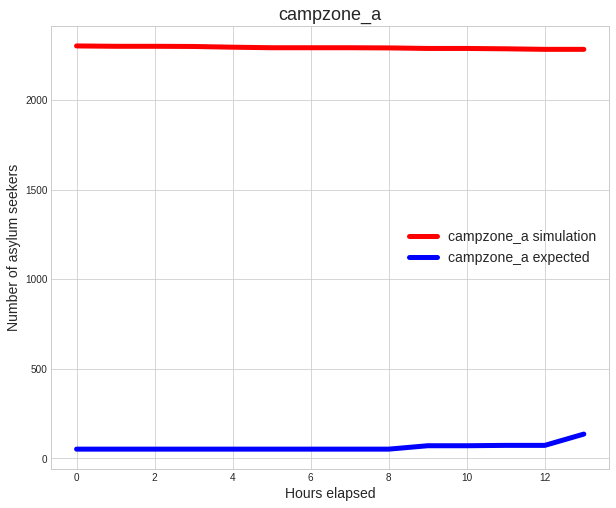 campzone_a
Number of asylum seekers
2000
1500
1000
500
0
campzone_a simulation
campzone_a expected
0 2 4 6 8 10 12
Hours elapsed